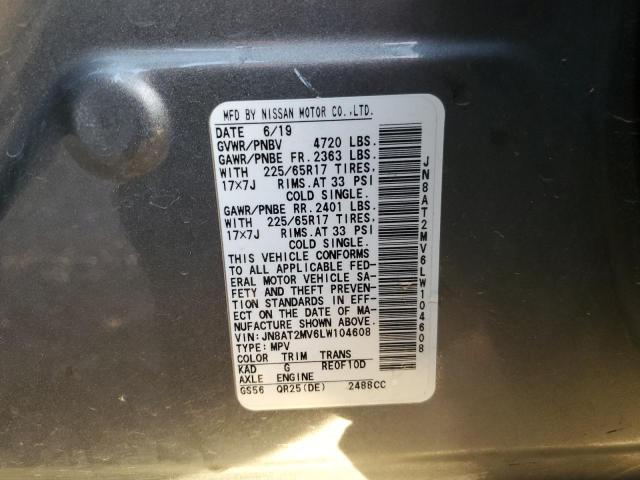 MFD BY NISSAN MOTOR CO.,LTD.
DATE 6/19
GVWR/PNBV 4720 LBS.
GAWR/PNBE FR. 2363 LBS.
WITH 225/65R17 TIRES,
17×7J RIMS.AT 33 PSI
COLD SINGLE.
GAWR/PNBE RR. 2401 LBS.
WITH 225/65R17 TIRES,
17×7J RIMS.AT 33 PSI
COLD SINGLE.
THIS VEHICLE CONFORMS
TO ALL APPLICABLE FED-
ERAL MOTOR VEHICLE SA-
FETY AND THEFT PREVEN-
TION STANDARDS IN EFF-
ECT ON THE DATE OF MA-
NUFACTURE SHOWN ABOVE.
VIN: JN8AT2MV6LW104608
TYPE: MPV
COLOR TRIM TRANS
KAD G RE0F10D
AXLE ENGINE
GS56 QR25(DE) 2488CC
JN8AT2MV6LW104608